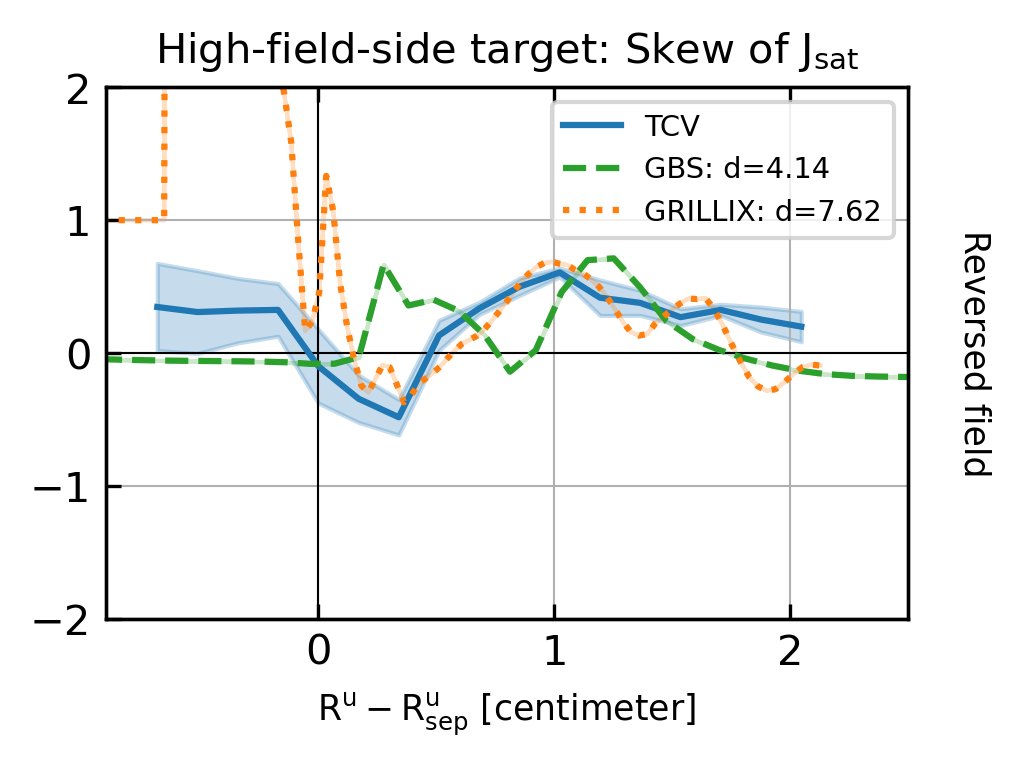 High-field-side target: Skew of J_sat
2
1
0
−1
−2
TCV
GBS: d=4.14
GRILLIX: d=7.62
Reversed field
0 1 2
R^u − R^u_sep [centimeter]